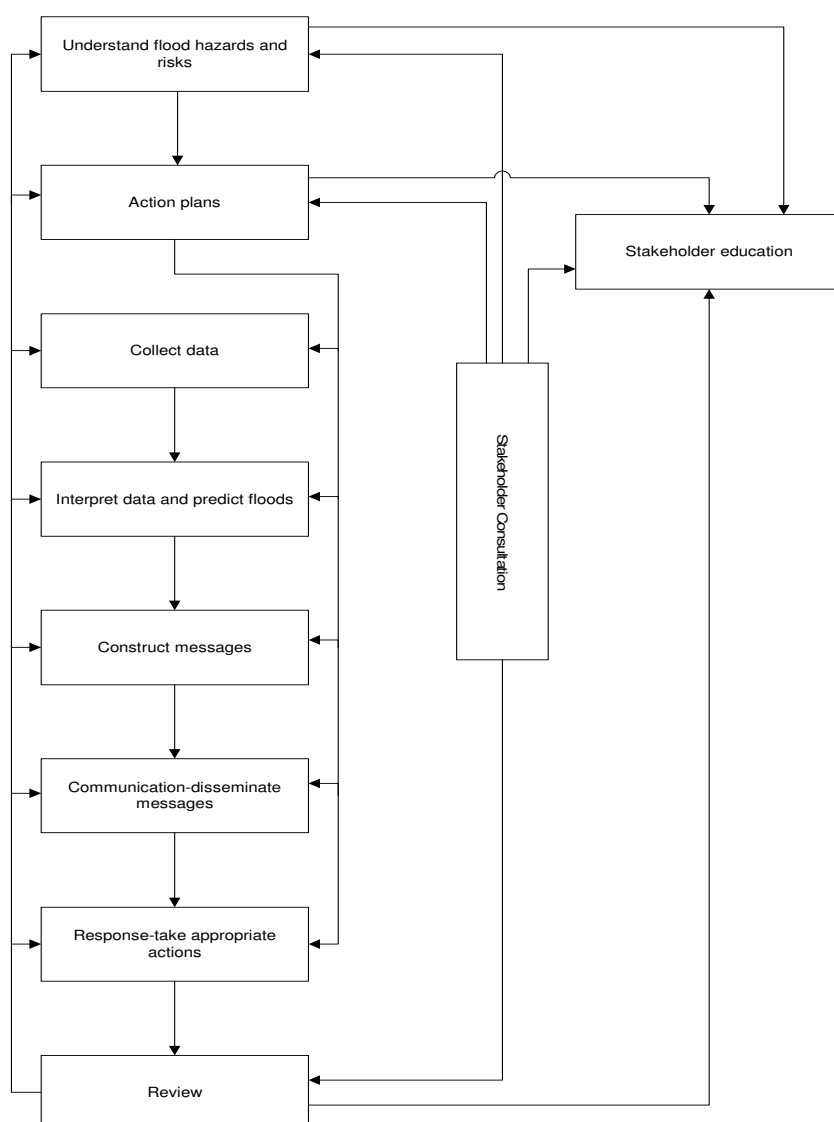 Understand flood hazards and
risks
Action plans
Stakeholder education
Collect data
Stakeholder Consultation
Interpret data and predict floods
Construct messages
Communication-disseminate
messages
Response-take appropriate
actions
Review